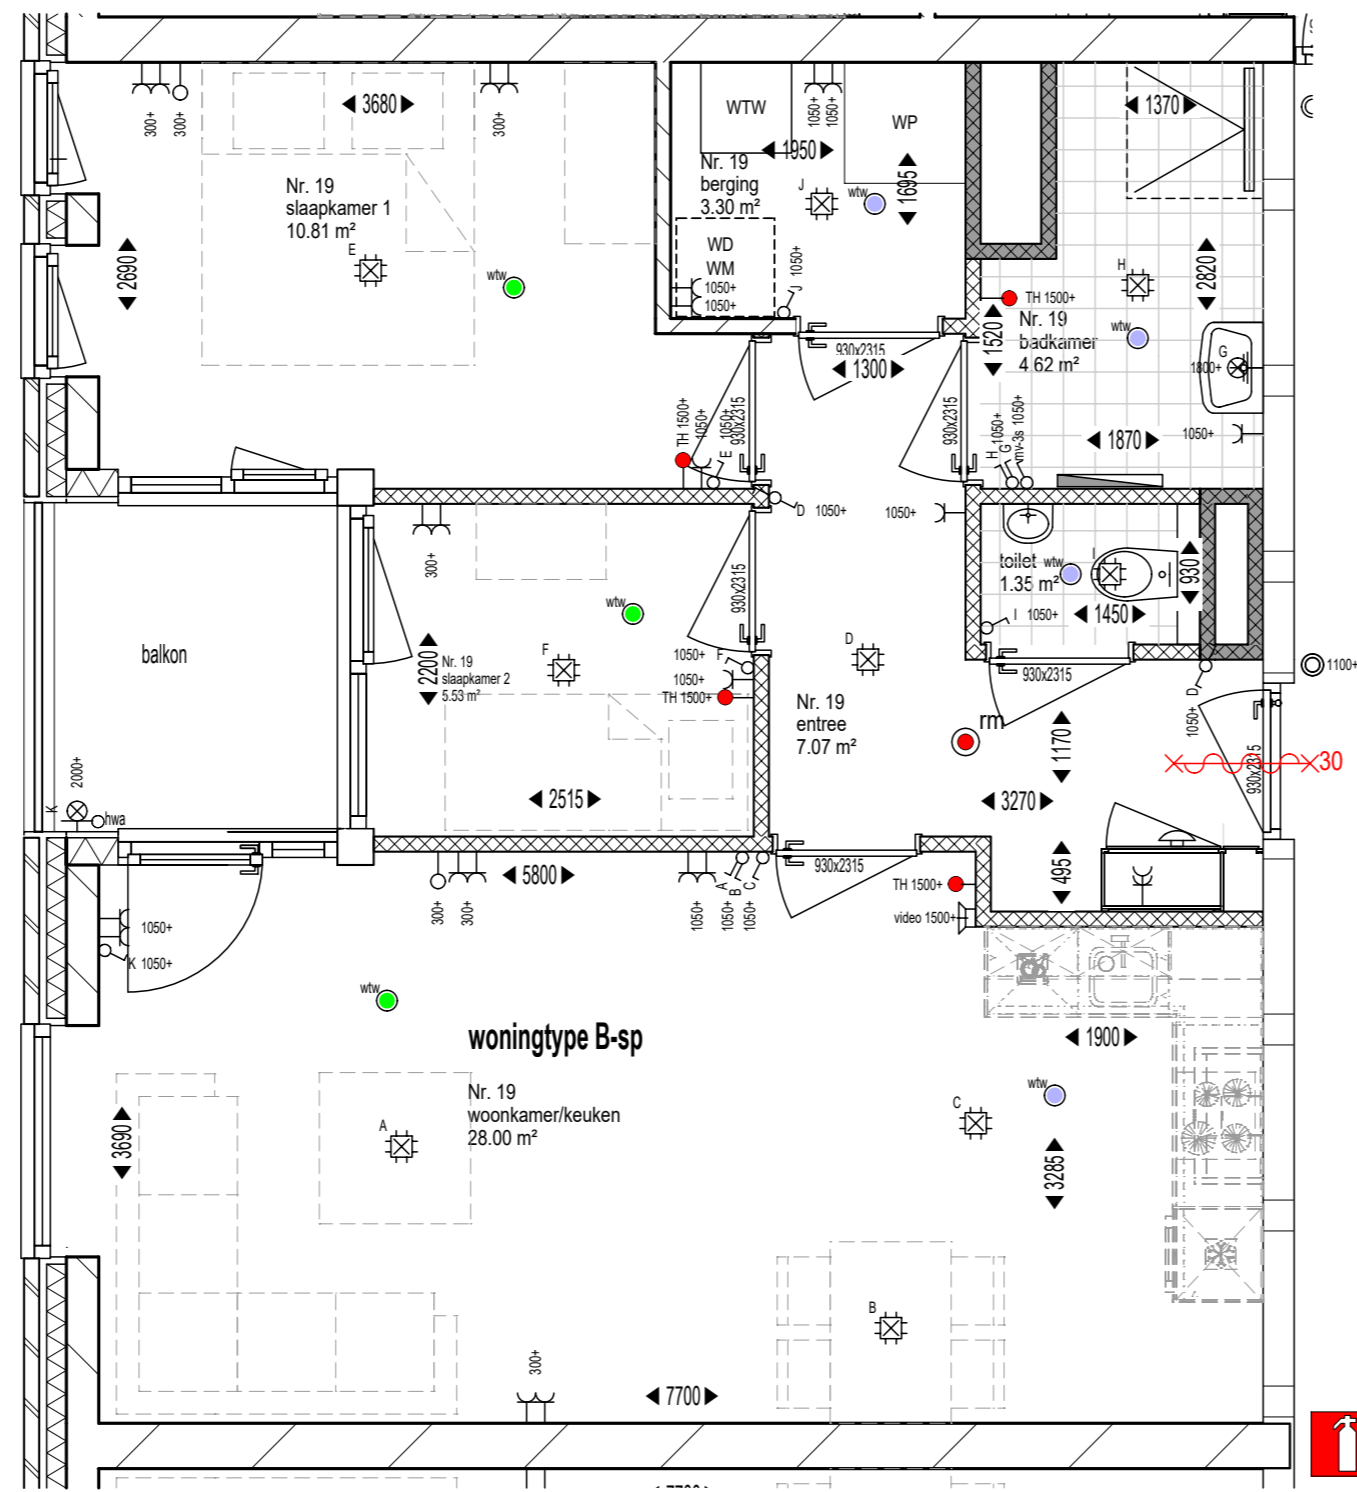 3680
300+
300+
300+
Nr. 19
slaapkamer 1
10.81 m²
E
wtw
2690
WTW
1050+
1050+
WP
1950
1695
Nr. 19
berging
3.30 m²
J
wtw
WD
WM
1050+
1050+
J 1050+
1370
H
2820
TH 1500+
Nr. 19
badkamer
4.62 m²
wtw
1520
G
1800+
1050+
1870
H 1050+
G
mv-3s 1050+
930x2315
1300
930x2315
930x2315
TH 1500+
1050+
E 1050+
D 1050+
1050+
300+
wtw
930x2315
balkon
2200
Nr. 19
slaapkamer 2
5.53 m²
F
1050+
F
1050+
TH 1500+
2515
D
Nr. 19
entree
7.07 m²
toilet
1.35 m²
wtw
I
930
1450
I 1050+
930x2315
D
1050+
1100+
rm
1170
3270
930x2315
30
495
K
2000+
hwa
5800
300+
300+
1050+
A
B
C
1050+
1050+
930x2315
TH 1500+
video 1500+
1050+
K 1050+
wtw
woningtype B-sp
1900
Nr. 19
woonkamer/keuken
28.00 m²
A
3690
C
wtw
3285
B
300+
7700
7700